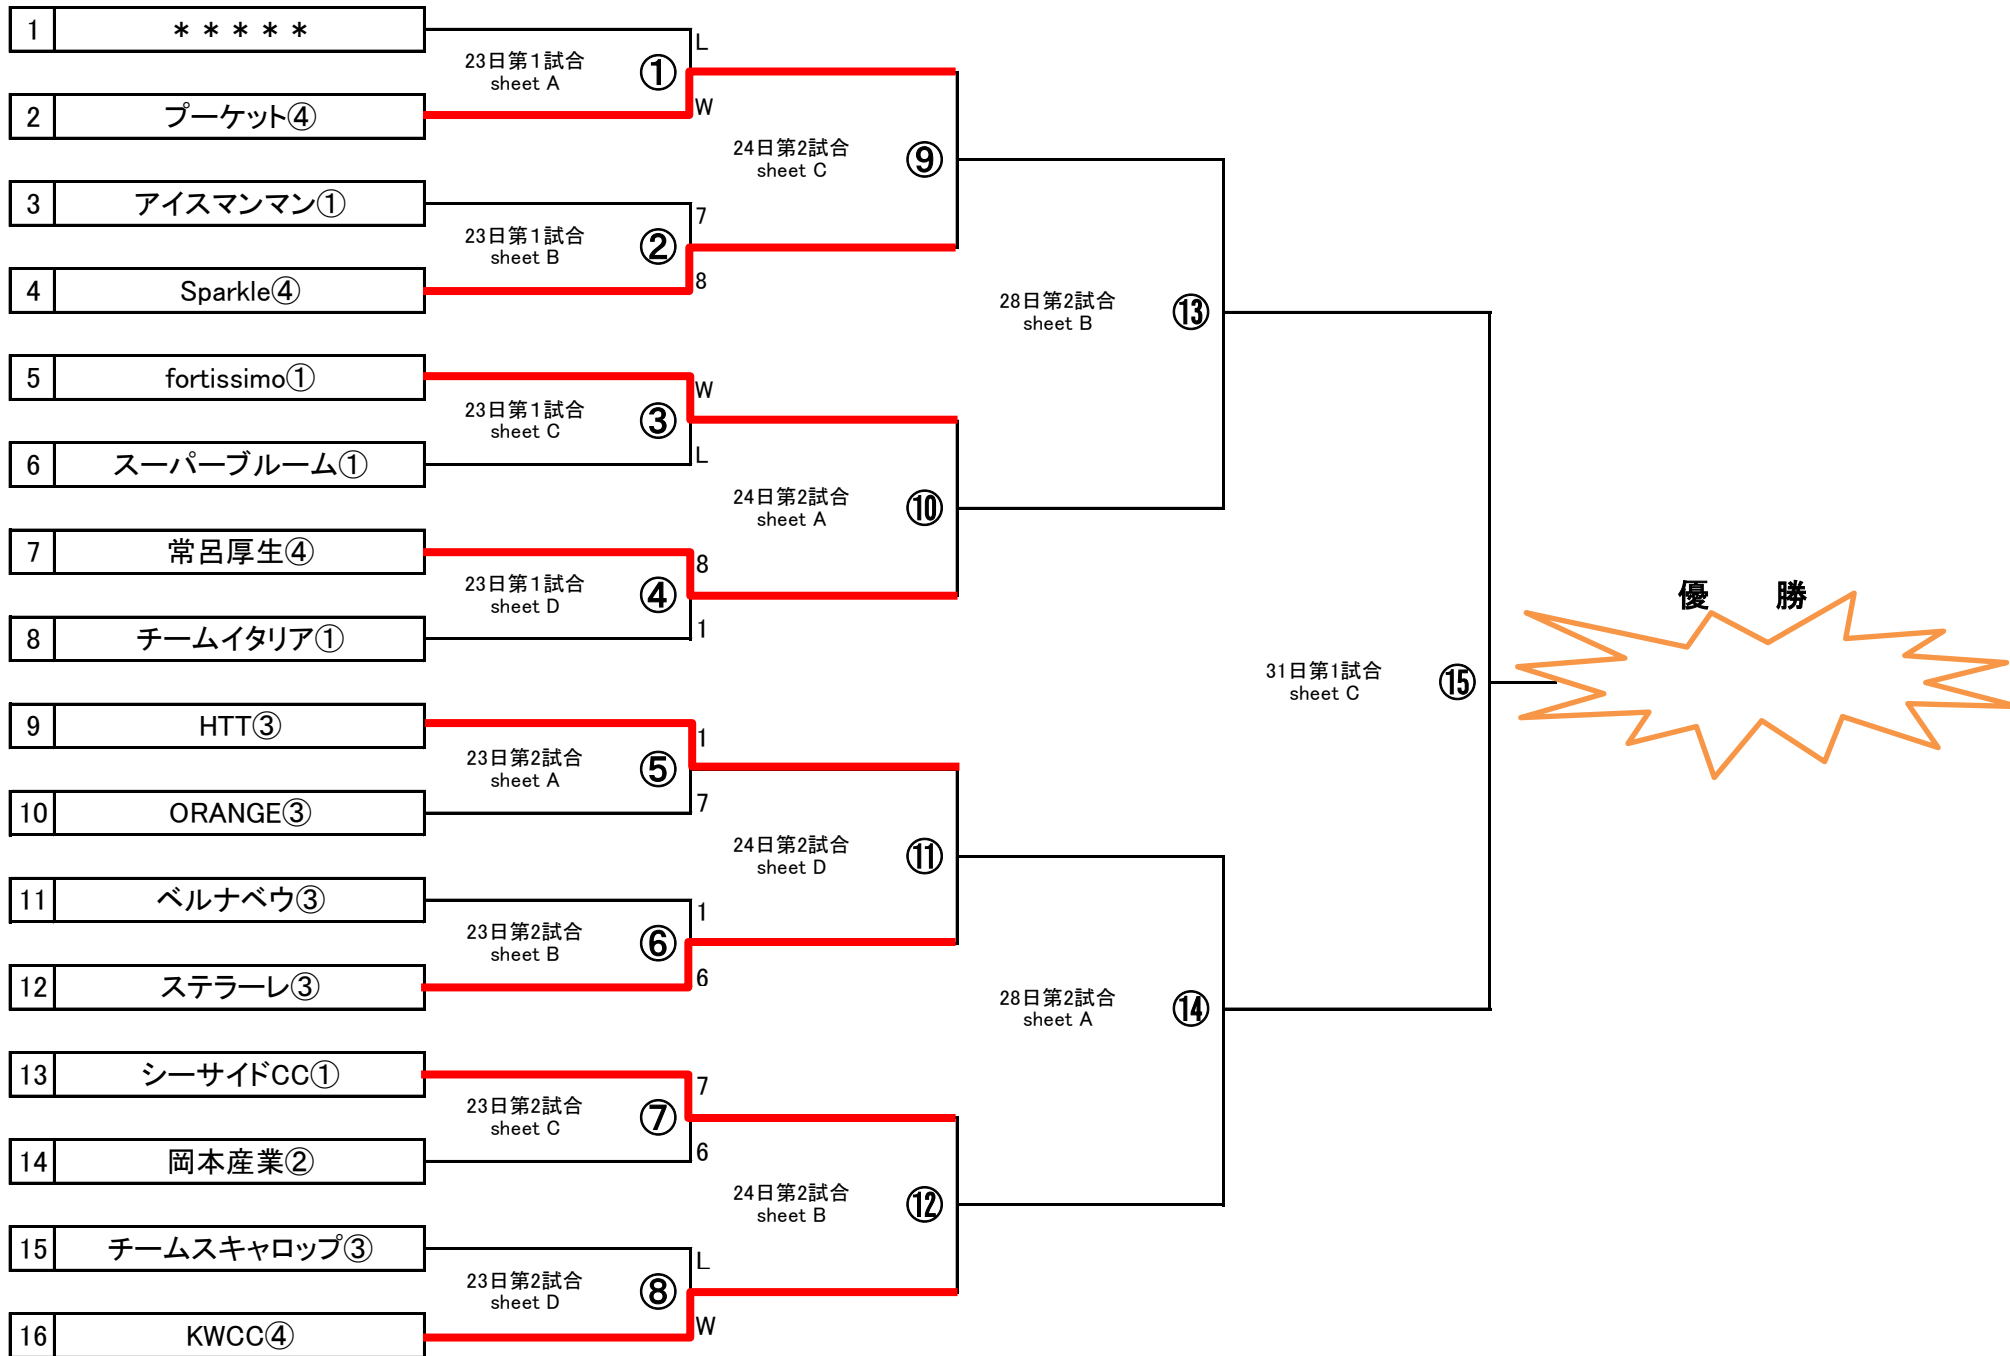 1 ＊＊＊＊＊
L
23日第1試合 ①
sheet A
2 プーケット④
W
24日第2試合 ⑨
sheet C
3 アイスマンマン①
7
23日第1試合 ②
sheet B
4 Sparkle④
8
28日第2試合 ⑬
sheet B
5 fortissimo①
W
23日第1試合 ③
sheet C
6 スーパーブルーム①
L
24日第2試合 ⑩
sheet A
7 常呂厚生④
8
23日第1試合 ④
sheet D
8 チームイタリア①
1
優　勝
31日第1試合 ⑮
sheet C
9 HTT③
1
23日第2試合 ⑤
sheet A
10 ORANGE③
7
24日第2試合 ⑪
sheet D
11 ベルナベウ③
1
23日第2試合 ⑥
sheet B
12 ステラーレ③
6
28日第2試合 ⑭
sheet A
13 シーサイドCC①
7
23日第2試合 ⑦
sheet C
14 岡本産業②
6
24日第2試合 ⑫
sheet B
15 チームスキャロップ③
L
23日第2試合 ⑧
sheet D
16 KWCC④
W